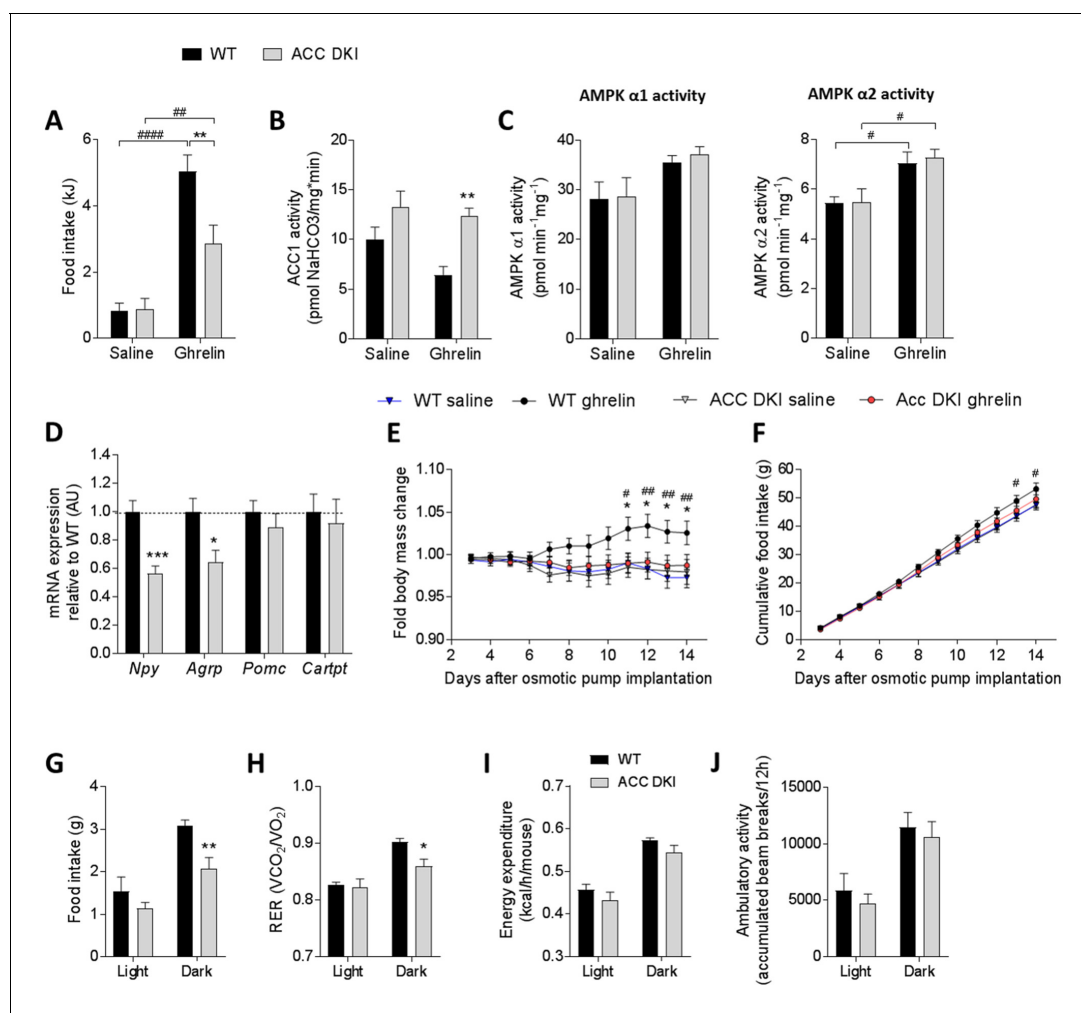 WT ACC DKI
A
## 
#### **
Food intake (kJ)
6
4
2
0
Saline Ghrelin
B
ACC1 activity
(pmol NaHCO3/mg*min)
20
15
10
5
0
**
Saline Ghrelin
C
AMPK α1 activity
AMPK α1 activity
(pmol min-1mg-1)
40
30
20
10
0
Saline Ghrelin
AMPK α2 activity
#
#
AMPK α2 activity
(pmol min-1mg-1)
8
6
4
2
0
Saline Ghrelin
WT saline WT ghrelin ACC DKI saline Acc DKI ghrelin
D
mRNA expression
relative to WT (AU)
1.4
1.2
1.0
0.8
0.6
0.4
0.2
0.0
*** *
Npy Agrp Pomc Cartpt
E
Fold body mass change
1.10
1.05
1.00
0.95
0.90
# ## ## ##
* * * *
2 4 6 8 10 12 14
Days after osmotic pump implantation
F
Cumulative food intake (g)
60
50
40
30
20
10
0
# #
2 4 6 8 10 12 14
Days after osmotic pump implantation
G
Food intake (g)
4
3
2
1
0
**
Light Dark
H
RER (VCO2/VO2)
1.0
0.9
0.8
0.7
*
Light Dark
I
WT
ACC DKI
Energy expenditure
(kcal/h/mouse)
0.7
0.6
0.5
0.4
0.3
Light Dark
J
Ambulatory activity
(accumulated beam breaks/12h)
15000
10000
5000
0
Light Dark